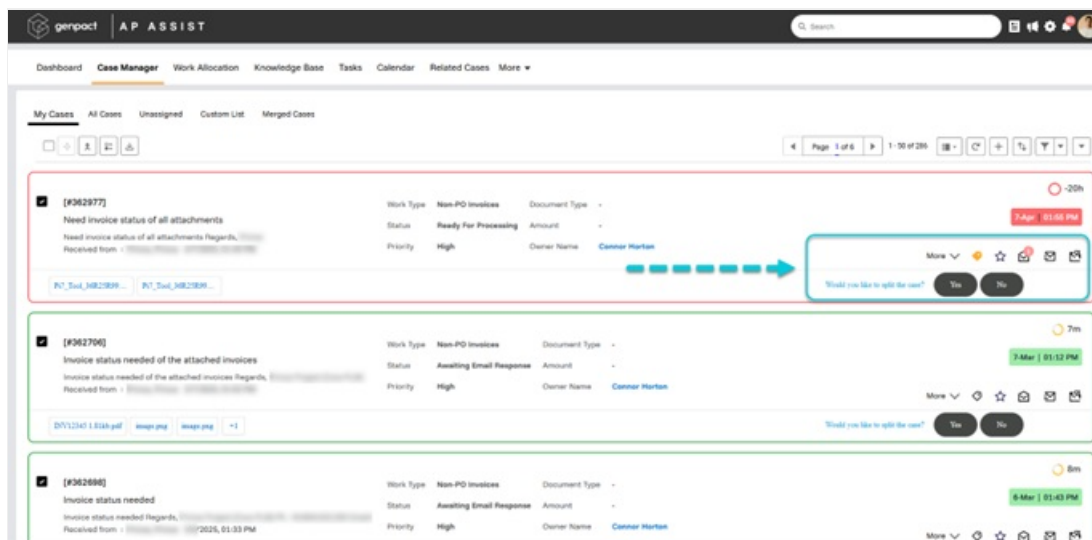 genpact AP ASSIST
Search
Dashboard Case Manager Work Allocation Knowledge Base Tasks Calendar Related Cases More
My Cases All Cases Unassigned Custom List Merged Cases
Page 1 of 6 1 - 50 of 286
-20h
[#362977]
Work Type Non-PO Invoices Document Type -
7-Apr | 01:55 PM
Need invoice status of all attachments
Status Ready For Processing Amount -
Need invoice status of all attachments Regards,
Received from :
Priority High Owner Name Connor Horton
More
Would you like to split the case? Yes No
7m
[#362706]
Work Type Non-PO Invoices Document Type -
7-Mar | 01:12 PM
Invoice status needed of the attached invoices
Status Awaiting Email Response Amount -
Invoice status needed of the attached invoices Regards,
Received from :
Priority High Owner Name Connor Horton
More
image.png image.png +1
Would you like to split the case? Yes No
8m
[#362698]
Work Type Non-PO Invoices Document Type -
6-Mar | 01:43 PM
Invoice status needed
Status Awaiting Email Response Amount -
Invoice status needed Regards,
Received from : 2025, 01:33 PM
Priority High Owner Name Connor Horton
More